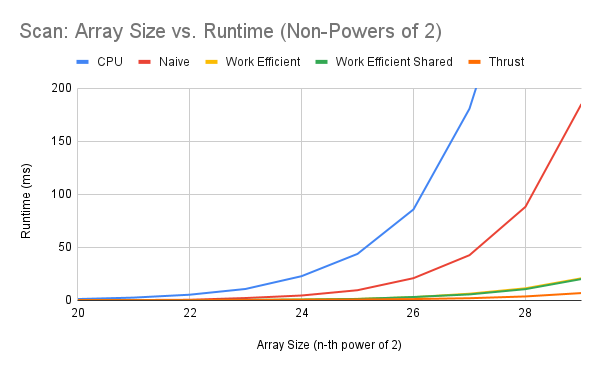 Scan: Array Size vs. Runtime (Non-Powers of 2)
CPU Naive Work Efficient Work Efficient Shared Thrust
200
150
100
50
0
Runtime (ms)
20 22 24 26 28
Array Size (n-th power of 2)